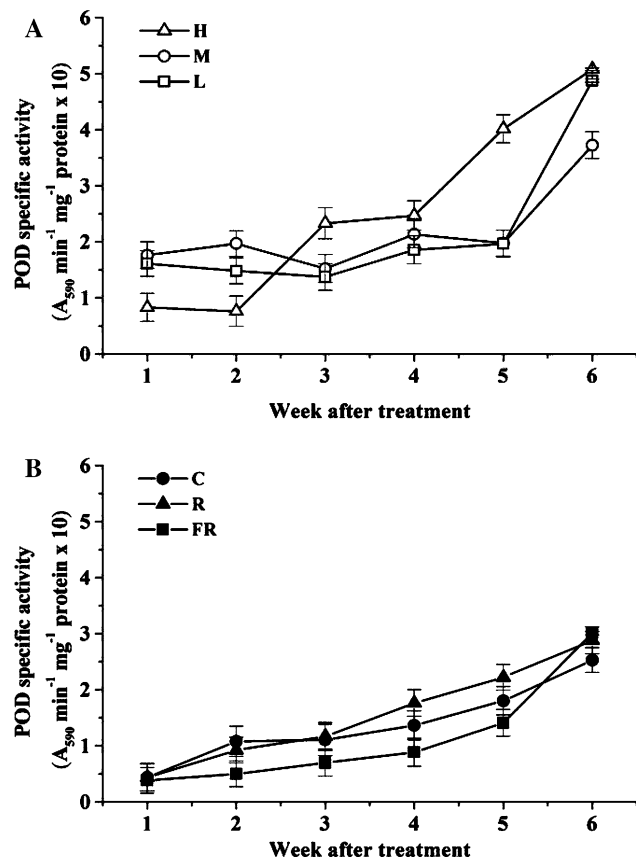 A
H
M
L
POD specific activity
(A590 min-1 mg-1 protein x 10)
6
5
4
3
2
1
0
1 2 3 4 5 6
Week after treatment
B
C
R
FR
POD specific activity
(A590 min-1 mg-1 protein x 10)
6
5
4
3
2
1
0
1 2 3 4 5 6
Week after treatment